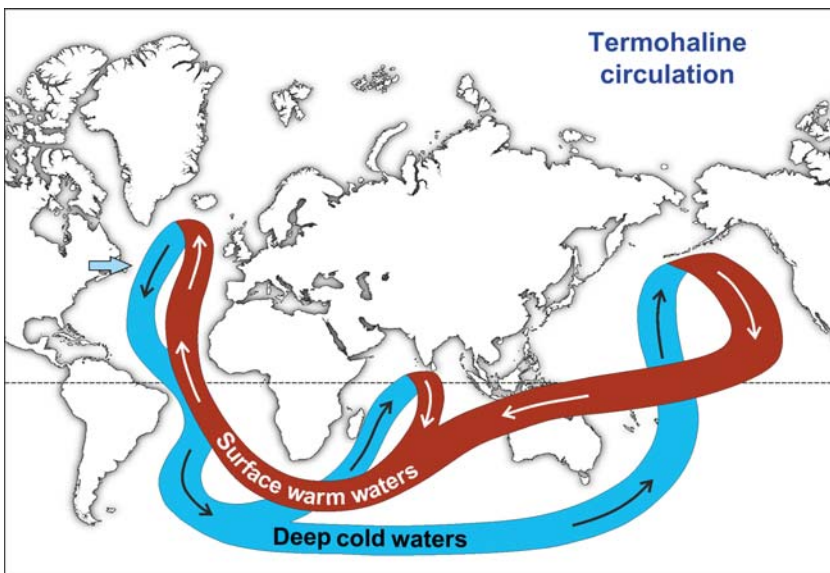 Termohaline
circulation
Surface warm waters
Deep cold waters